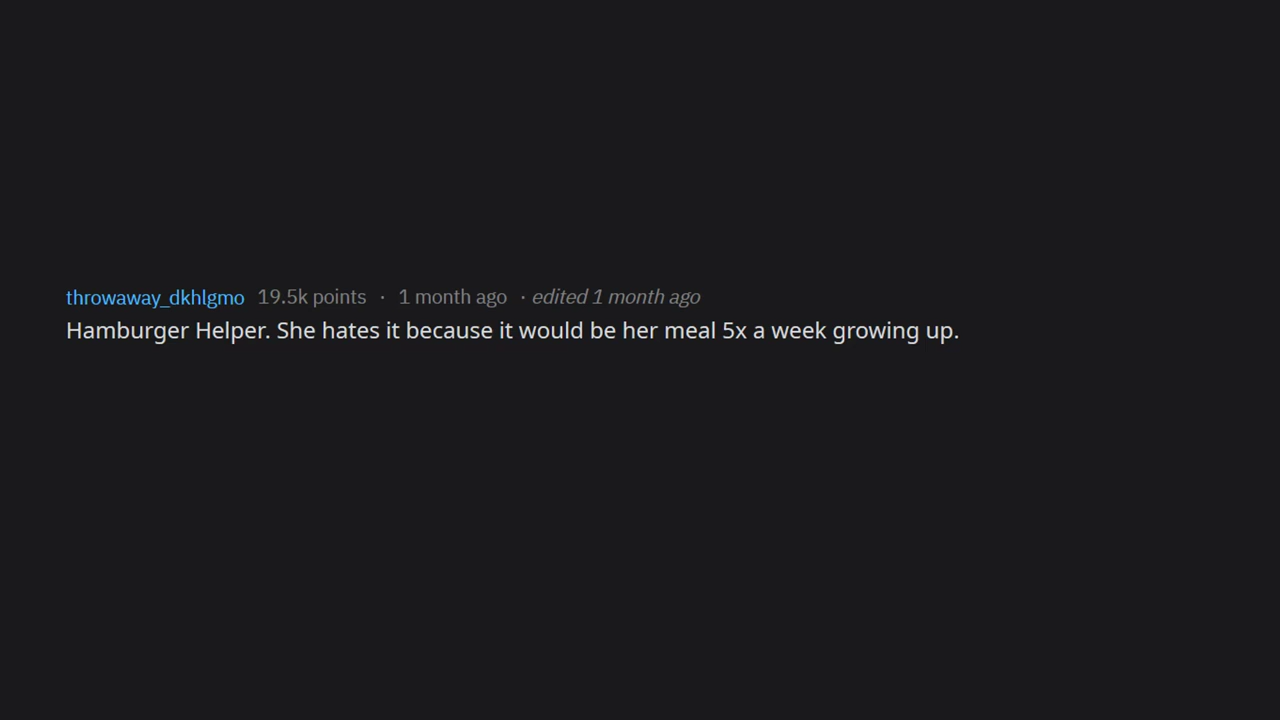 throwaway_dkhlgmo 19.5k points · 1 month ago · edited 1 month ago
Hamburger Helper. She hates it because it would be her meal 5x a week growing up.